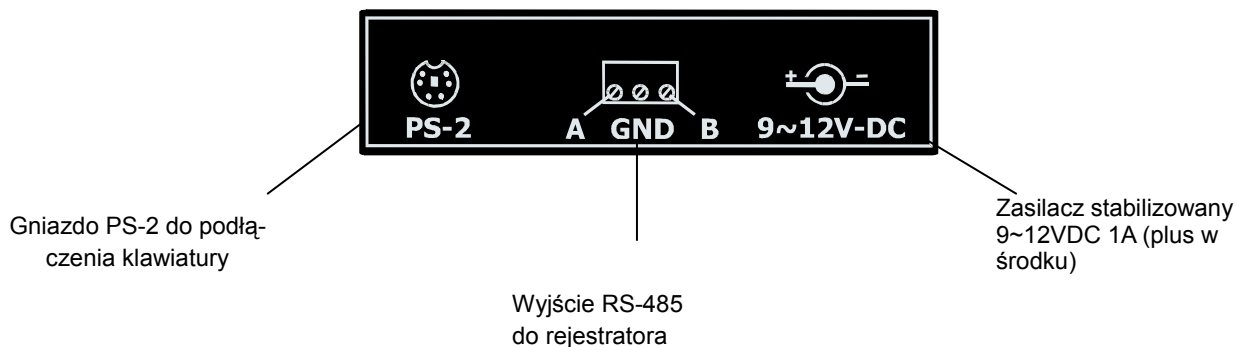 PS-2
A GND B
9~12V-DC
Gniazdo PS-2 do podłą-
czenia klawiatury
Wyjście RS-485
do rejestratora
Zasilacz stabilizowany
9~12VDC 1A (plus w
środku)